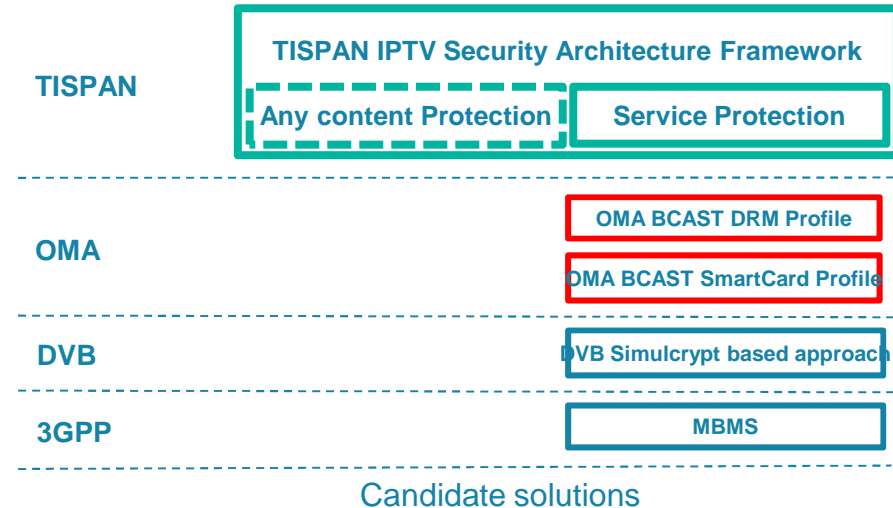 TISPAN IPTV Security Architecture Framework
TISPAN
Any content Protection
Service Protection
OMA BCAST DRM Profile
OMA
OMA BCAST SmartCard Profile
DVB
DVB Simulcrypt based approach
3GPP
MBMS
Candidate solutions